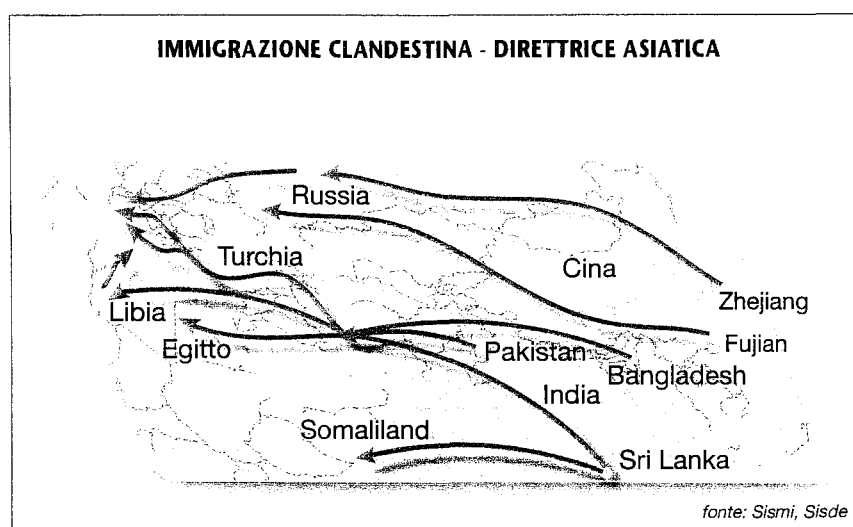 IMMIGRAZIONE CLANDESTINA - DIRETTRICE ASIATICA
Russia
Turchia
Cina
Zhejiang
Libia
Fujian
Egitto
Pakistan
Bangladesh
India
Somaliland
Sri Lanka
fonte: Sismi, Sisde